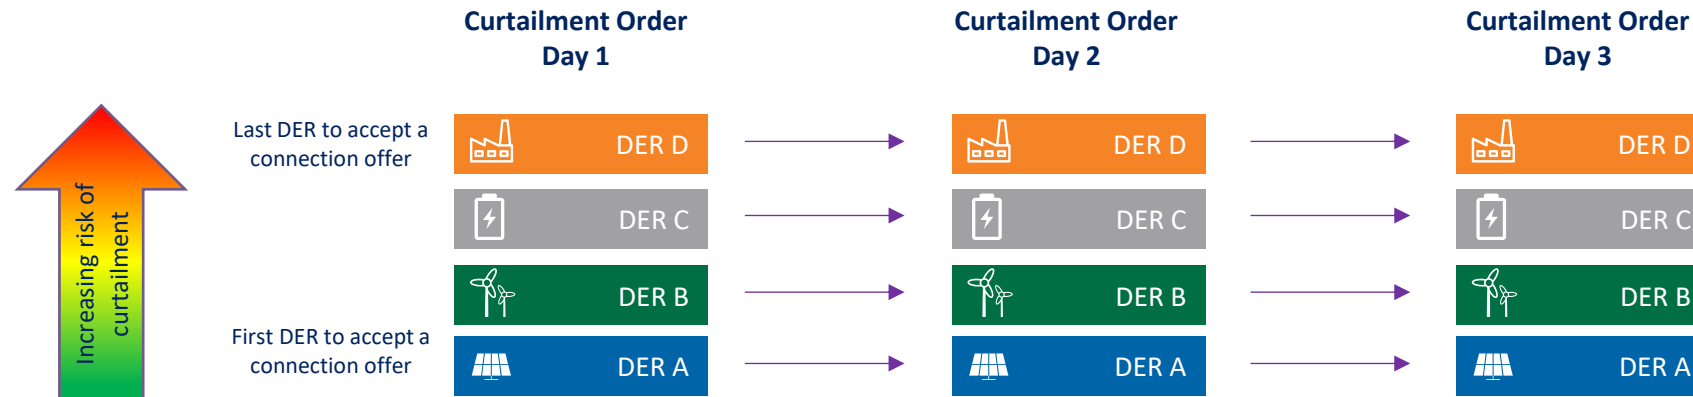 Curtailment Order
Day 1
Curtailment Order
Day 2
Curtailment Order
Day 3
Increasing risk of
curtailment
Last DER to accept a
connection offer
DER D
DER D
DER D
DER C
DER C
DER C
DER B
DER B
DER B
First DER to accept a
connection offer
DER A
DER A
DER A